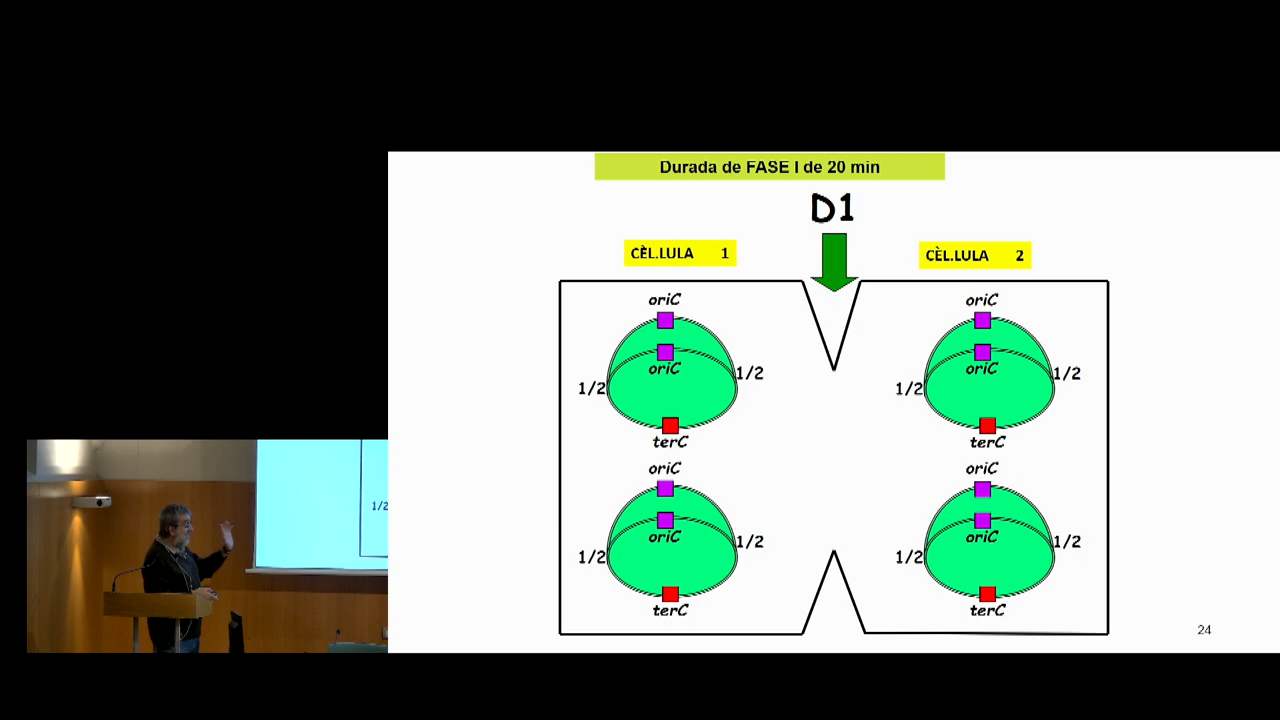 Durada de FASE I de 20 min
D1
CÈL.LULA 1
CÈL.LULA 2
oriC
oriC
oriC
oriC
1/2
1/2
1/2
1/2
terC
terC
oriC
oriC
oriC
oriC
1/2
1/2
1/2
1/2
terC
terC
24
1/2